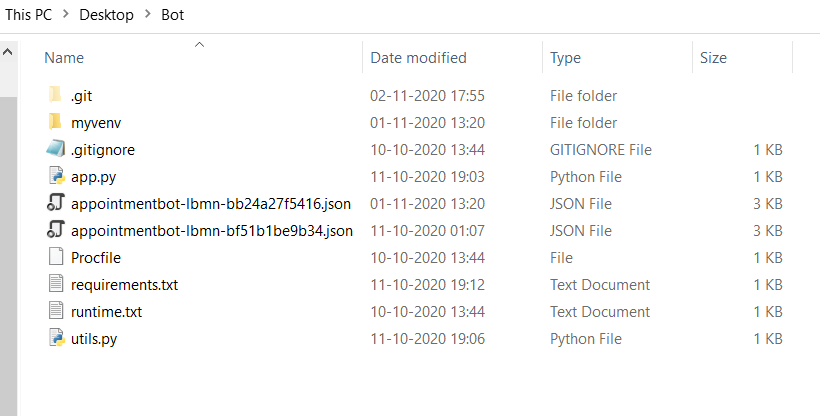 This PC > Desktop > Bot
Name Date modified Type Size
.git 02-11-2020 17:55 File folder
myvenv 01-11-2020 13:20 File folder
.gitignore 10-10-2020 13:44 GITIGNORE File 1 KB
app.py 11-10-2020 19:03 Python File 1 KB
appointmentbot-lbmn-bb24a27f5416.json 01-11-2020 13:20 JSON File 3 KB
appointmentbot-lbmn-bf51b1be9b34.json 11-10-2020 01:07 JSON File 3 KB
Procfile 10-10-2020 13:44 File 1 KB
requirements.txt 11-10-2020 19:12 Text Document 1 KB
runtime.txt 10-10-2020 13:44 Text Document 1 KB
utils.py 11-10-2020 19:06 Python File 1 KB